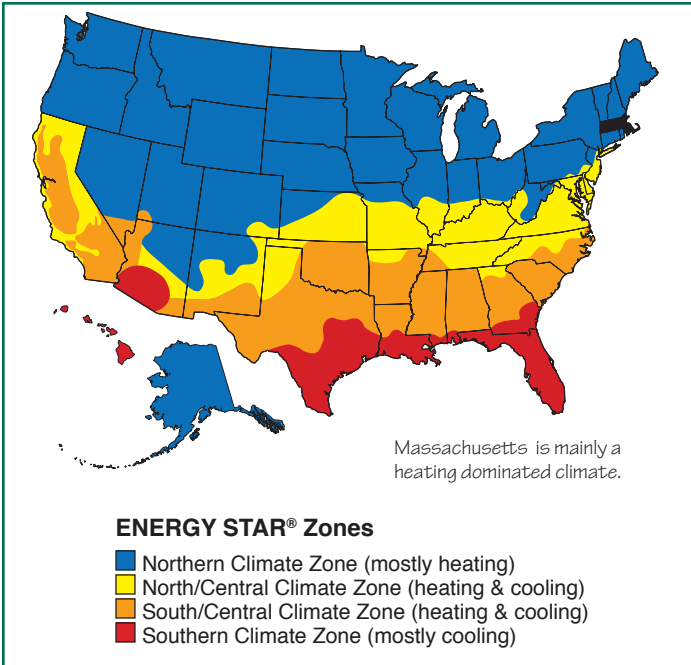 Massachusetts is mainly a
heating dominated climate.
ENERGY STAR® Zones
Northern Climate Zone (mostly heating)
North/Central Climate Zone (heating & cooling)
South/Central Climate Zone (heating & cooling)
Southern Climate Zone (mostly cooling)